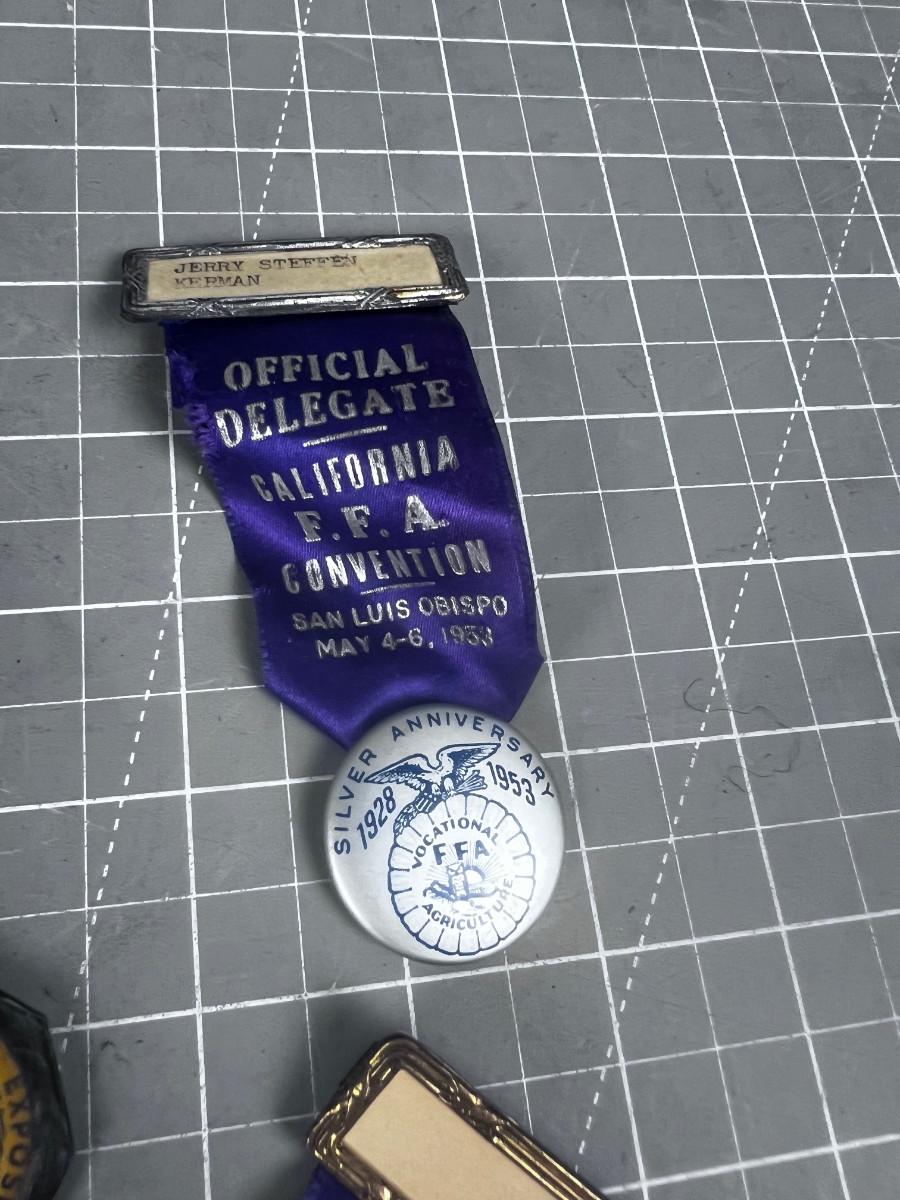 JERRY STEFFEN
KERMAN
OFFICIAL
DELEGATE
CALIFORNIA
F.F.A.
CONVENTION
SAN LUIS OBISPO
MAY 4-6, 1953
SILVER ANNIVERSARY
1928 1953
VOCATIONAL
FFA
AGRICULTURE
EXPOS